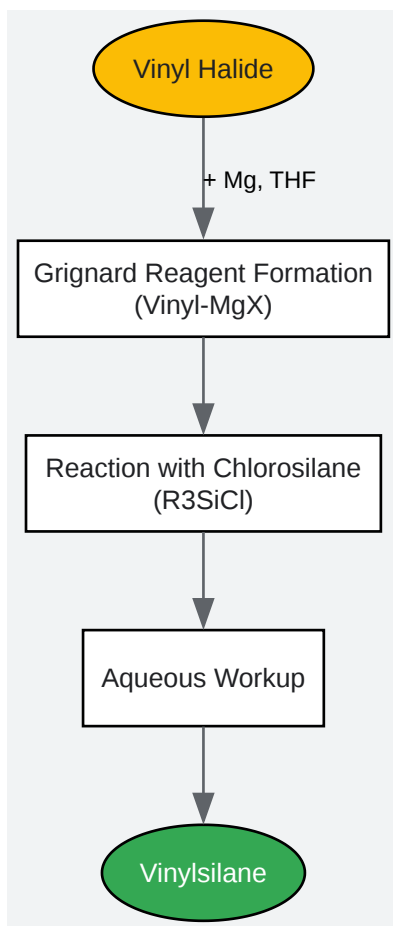 Vinyl Halide
+ Mg, THF
Grignard Reagent Formation
(Vinyl-MgX)
Reaction with Chlorosilane
(R3SiCl)
Aqueous Workup
Vinylsilane